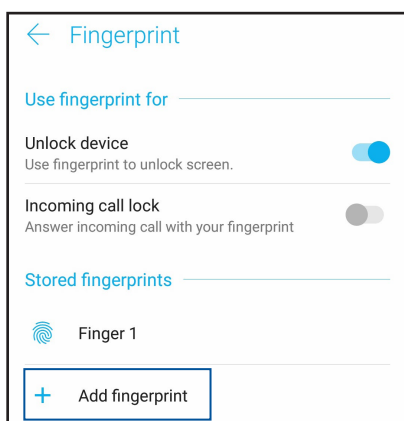 Fingerprint
Use fingerprint for
Unlock device
Use fingerprint to unlock screen.
Incoming call lock
Answer incoming call with your fingerprint
Stored fingerprints
Finger 1
Add fingerprint